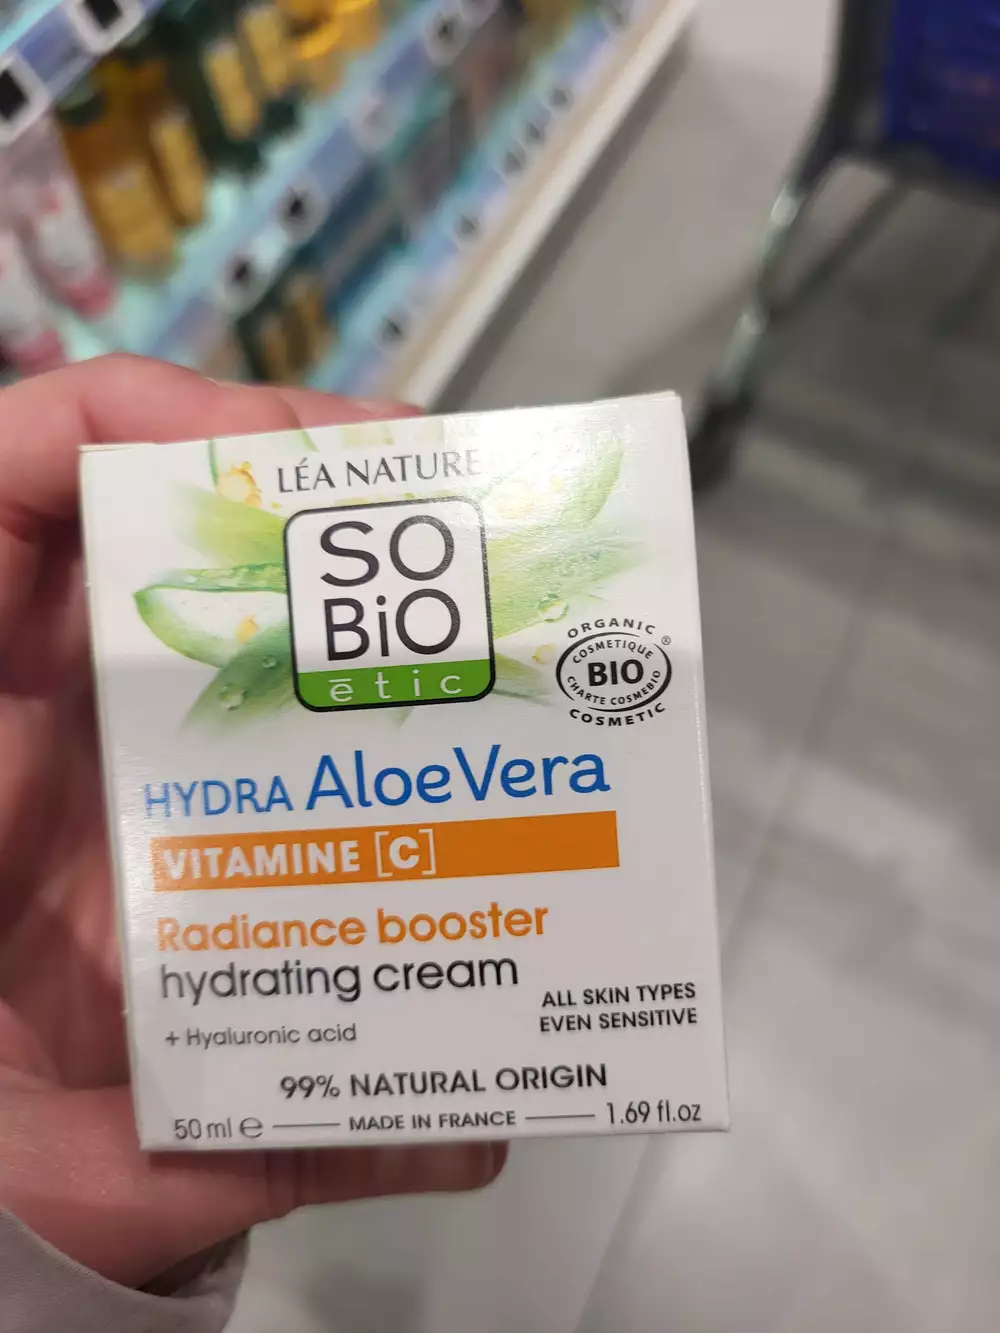 LÉA NATURE
SO
BiO
ētic
ORGANIC
COSMETIQUE
BIO
CHARTE COSMEBIO
COSMETIC
®
HYDRA AloeVera
VITAMINE [C]
Radiance booster
hydrating cream
+ Hyaluronic acid
ALL SKIN TYPES
EVEN SENSITIVE
99% NATURAL ORIGIN
50 ml ℮ MADE IN FRANCE 1.69 fl.oz